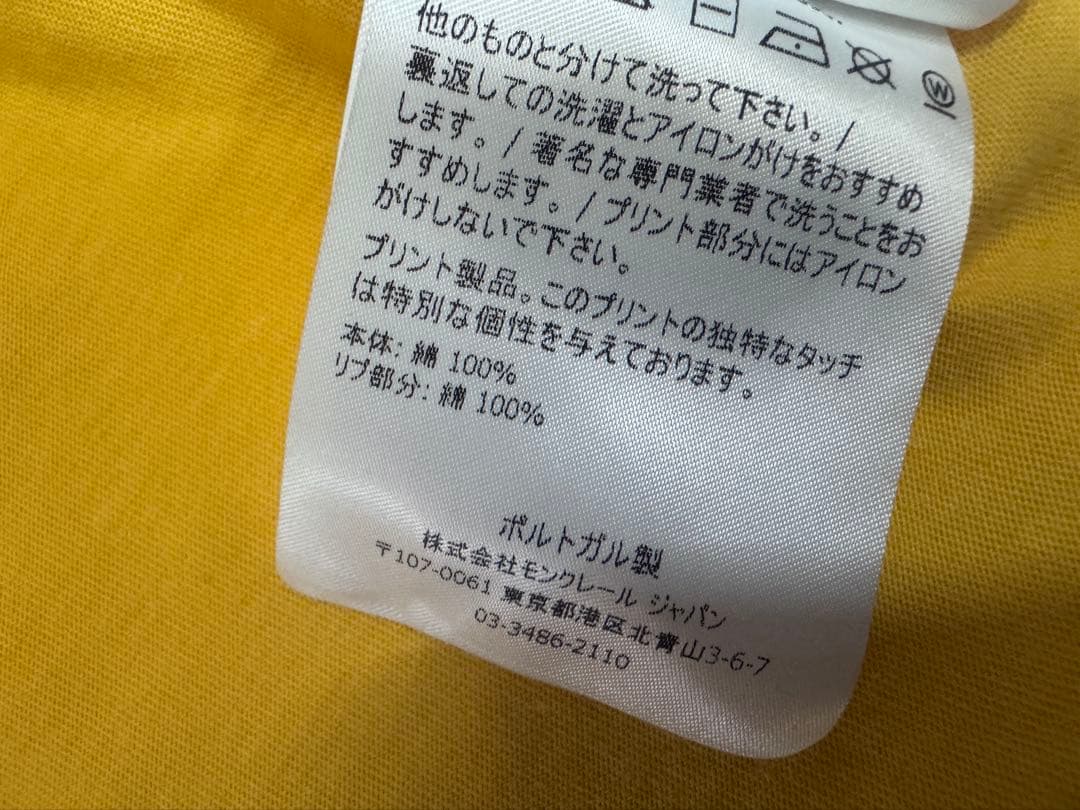 他のものと分けて洗って下さい。/
裏返しての洗濯とアイロンがけをおすすめ
します。/ 著名な専門業者で洗うことをお
すすめします。/ プリント部分にはアイロン
がけしないで下さい。
プリント製品。このプリントの独特なタッチ
は特別な個性を与えております。
本体: 綿 100%
リブ部分: 綿 100%
ポルトガル製
株式会社モンクレール ジャパン
〒107-0061 東京都港区北青山3-6-7
03-3486-2110